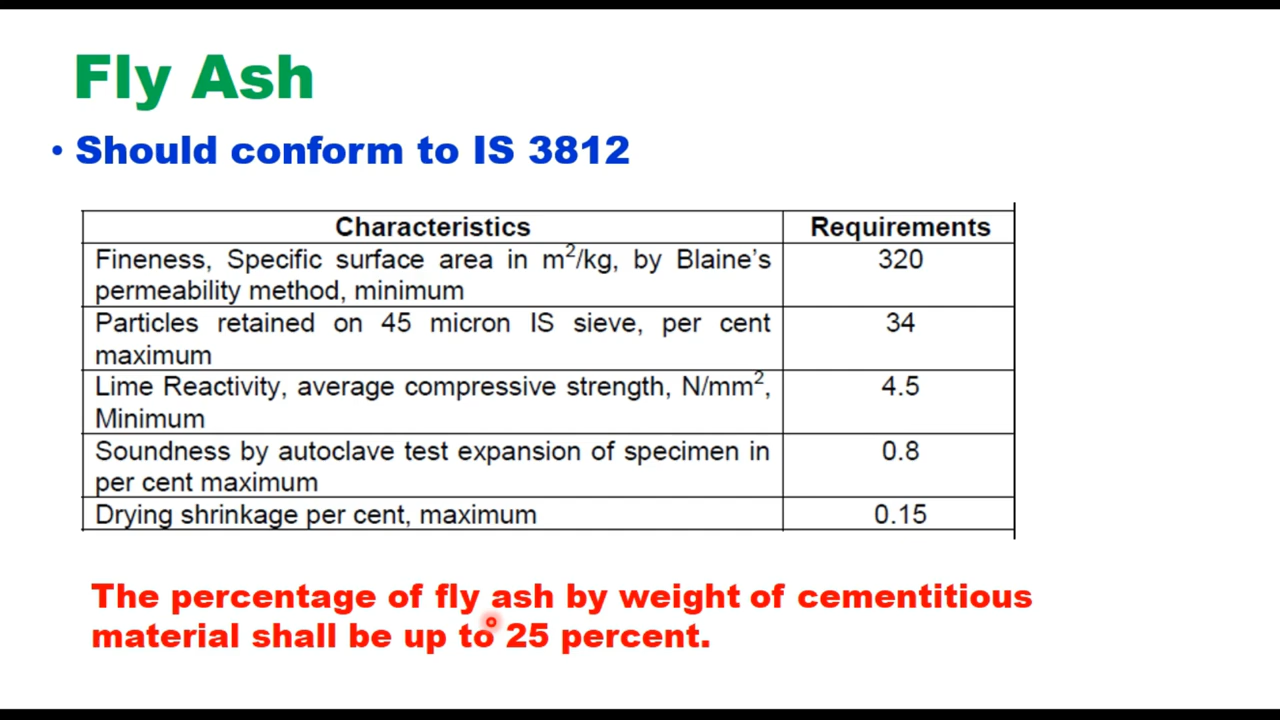 Fly Ash
• Should conform to IS 3812
Characteristics Requirements
Fineness, Specific surface area in m²/kg, by Blaine's 320
permeability method, minimum
Particles retained on 45 micron IS sieve, per cent 34
maximum
Lime Reactivity, average compressive strength, N/mm², 4.5
Minimum
Soundness by autoclave test expansion of specimen in 0.8
per cent maximum
Drying shrinkage per cent, maximum 0.15
The percentage of fly ash by weight of cementitious
material shall be up to 25 percent.